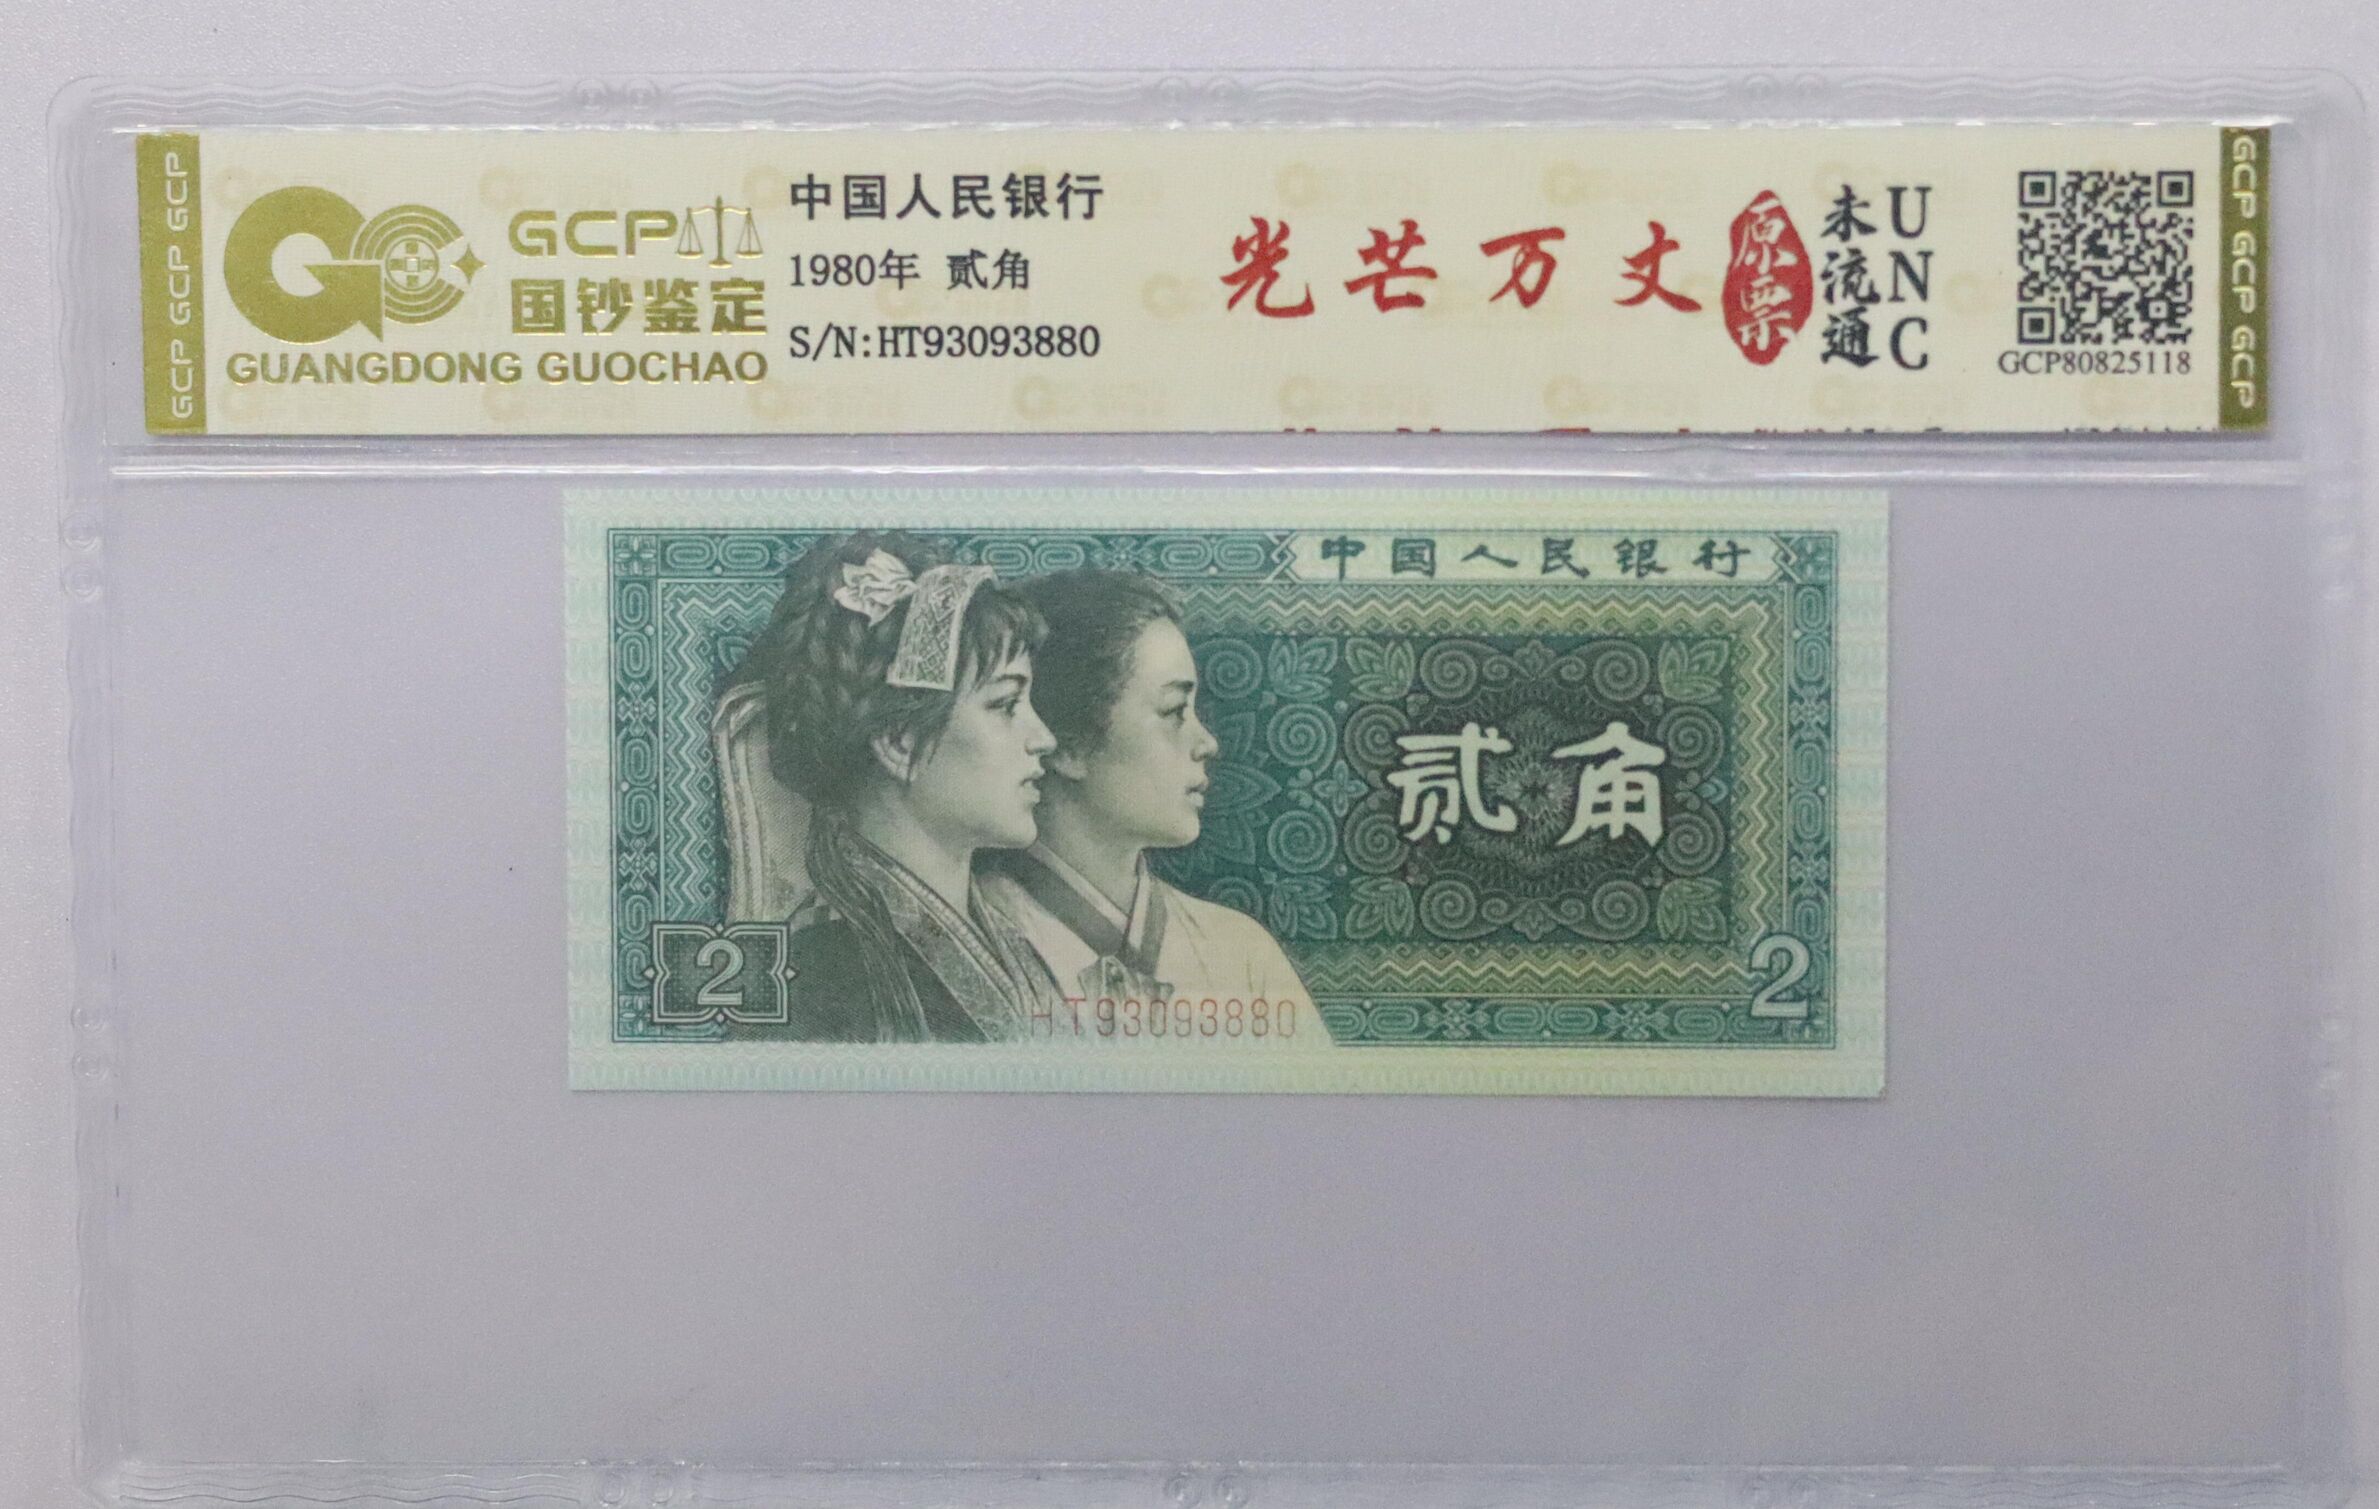 GCP GCP GCP
GCP
国钞鉴定
GUANGDONG GUOCHAO
中国人民银行
1980年 贰角
S/N:HT93093880
光芒万丈
原票
未流通
UNC
GCP80825118
GCP GCP GCP
中国人民银行
贰角
2
HT93093880
2